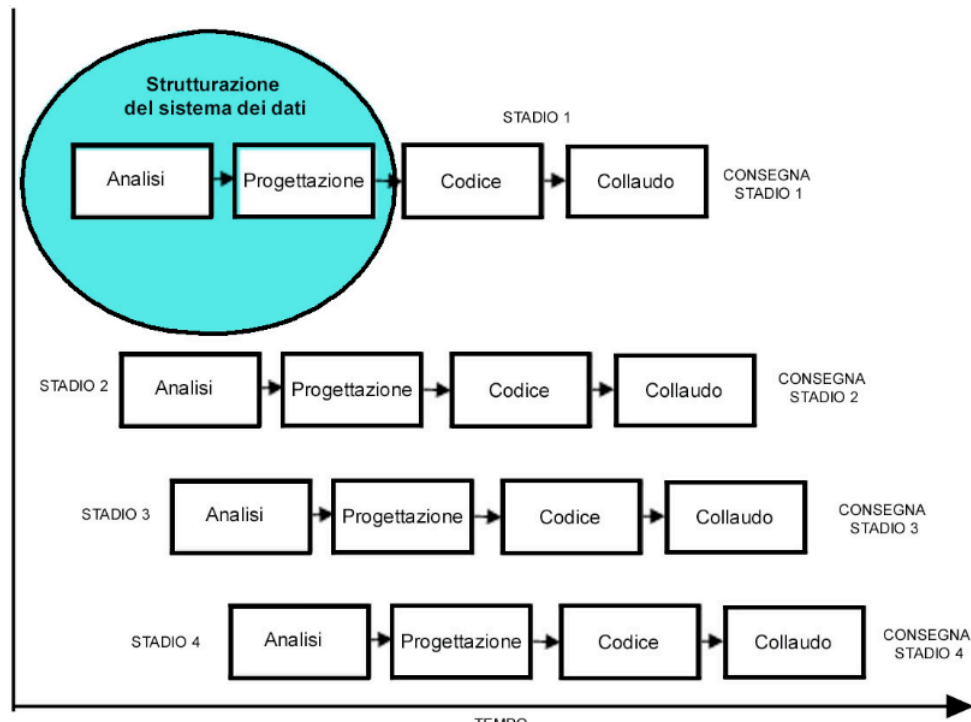 Strutturazione
del sistema dei dati
STADIO 1
Analisi
Progettazione
Codice
Collaudo
CONSEGNA
STADIO 1
STADIO 2
Analisi
Progettazione
Codice
Collaudo
CONSEGNA
STADIO 2
STADIO 3
Analisi
Progettazione
Codice
Collaudo
CONSEGNA
STADIO 3
STADIO 4
Analisi
Progettazione
Codice
Collaudo
CONSEGNA
STADIO 4
TEMPO